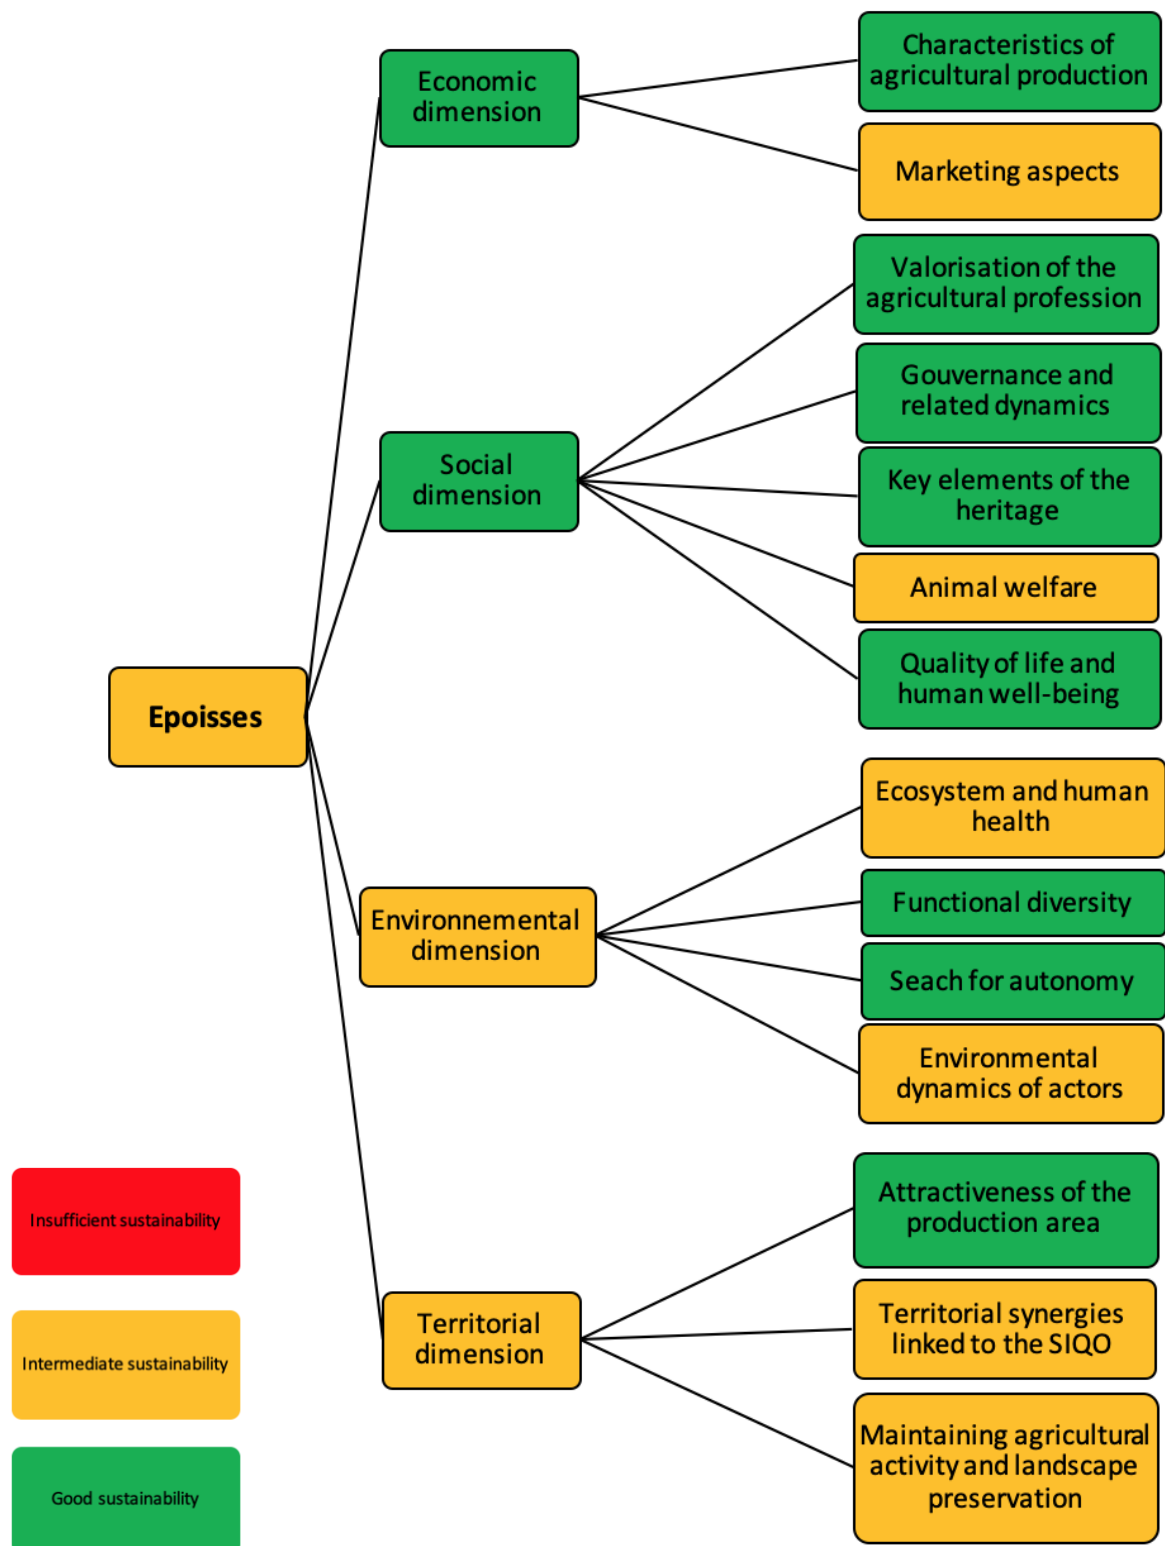 Economic
dimension
Characteristics of
agricultural production
Marketing aspects
Social
dimension
Valorisation of the
agricultural profession
Gouvernance and
related dynamics
Key elements of the
heritage
Animal welfare
Quality of life and
human well-being
Epoisses
Environnemental
dimension
Ecosystem and human
health
Functional diversity
Seach for autonomy
Environmental
dynamics of actors
Territorial
dimension
Attractiveness of the
production area
Territorial synergies
linked to the SIQO
Maintaining agricultural
activity and landscape
preservation
Insufficient sustainability
Intermediate sustainability
Good sustainability